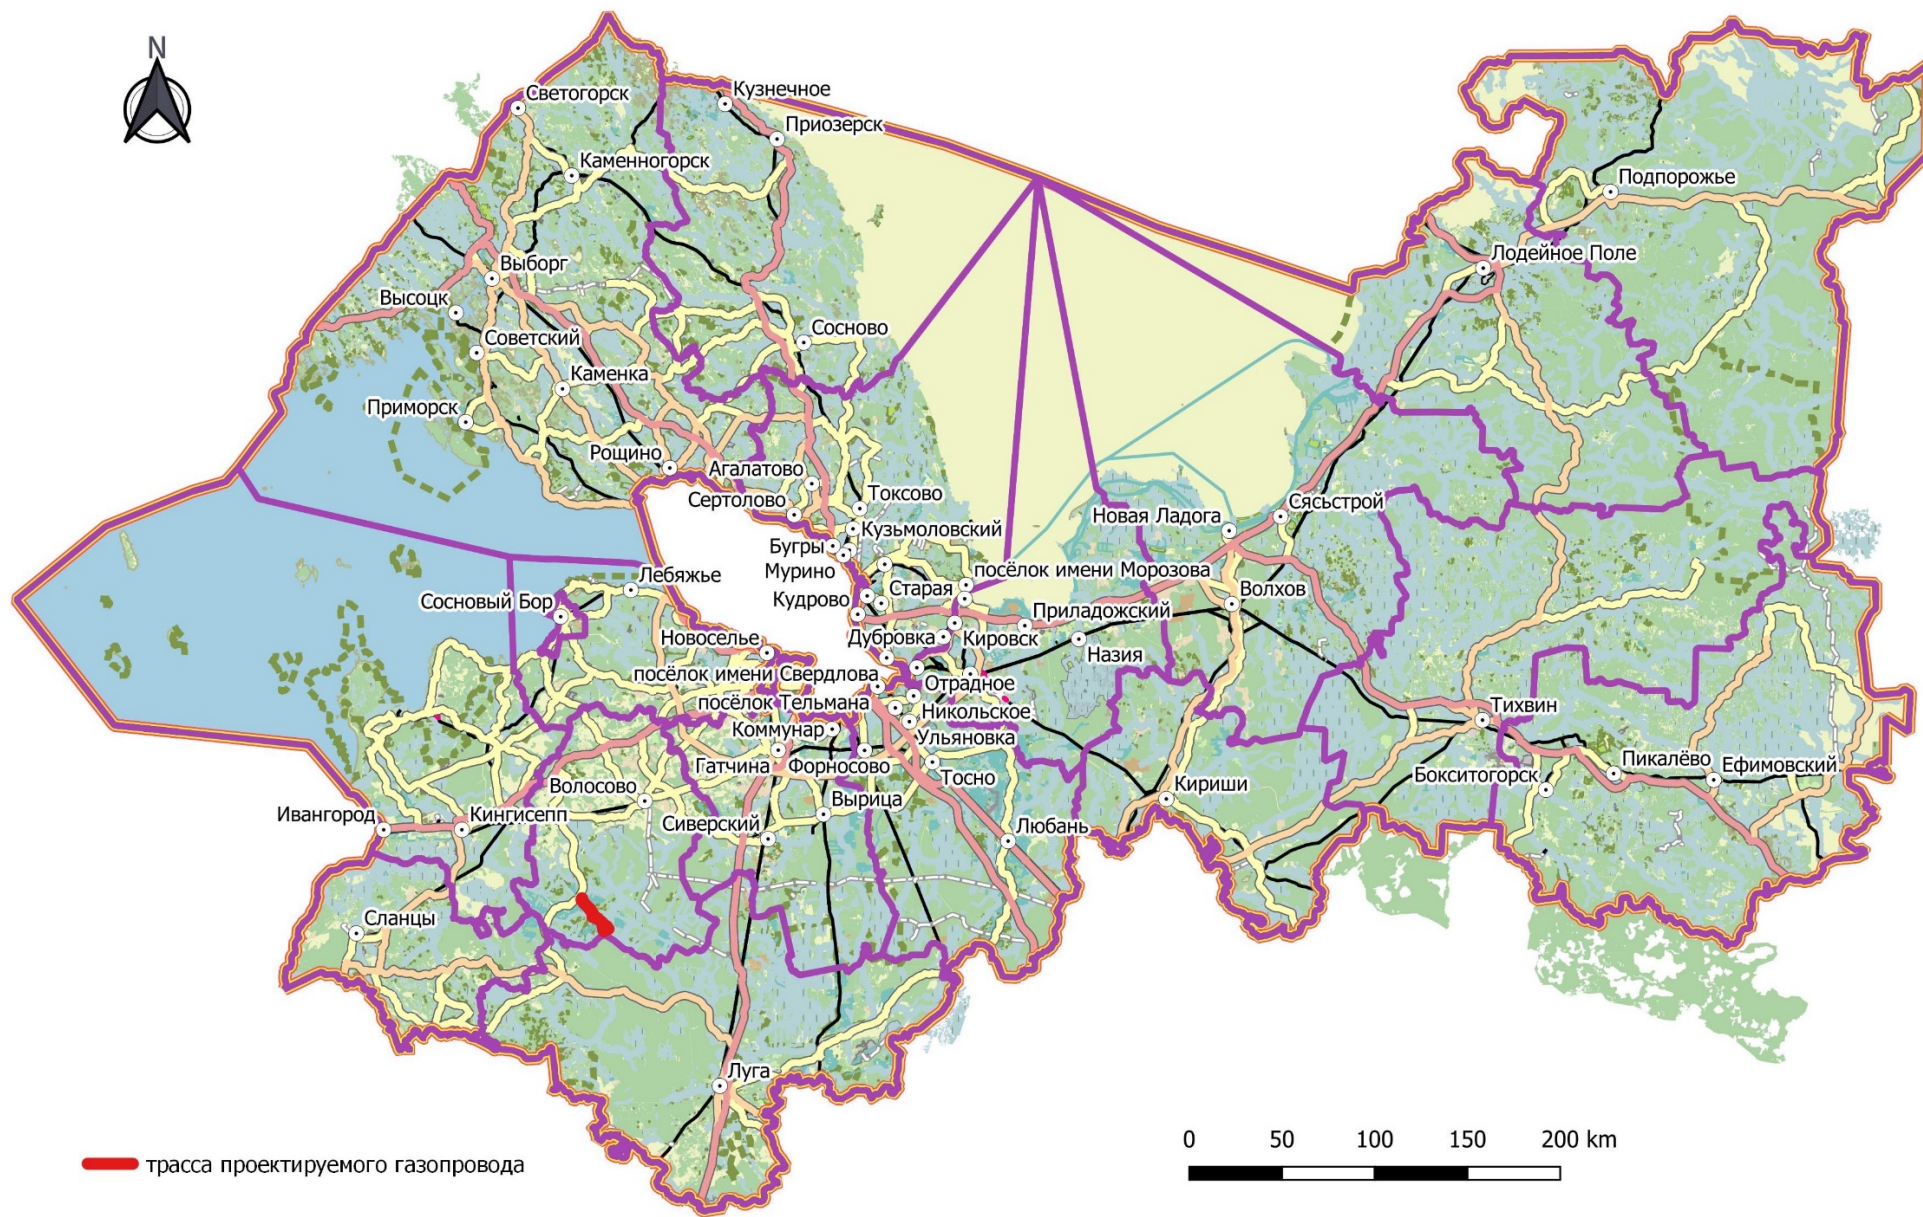 N
Светогорск
Кузнечное
Приозерск
Каменногорск
Подпорожье
Выборг
Лодейное Поле
Высоцк
Советский
Сосново
Каменка
Приморск
Рощино
Агалатово
Сертолово
Токсово
Новая Ладога
Сясьстрой
Кузьмоловский
Бугры
Мурино
посёлок имени Морозова
Лебяжье
Старая
Волхов
Сосновый Бор
Кудрово
Приладожский
Новоселье
Дубровка
Кировск
Назия
посёлок имени Свердлова
Отрадное
посёлок Тельмана
Никольское
Тихвин
Коммунар
Ульяновка
Гатчина
Форносово
Тосно
Бокситогорск
Пикалёво
Ефимовский
Волосово
Вырица
Кириши
Ивангород
Кингисепп
Сиверский
Любань
Сланцы
Луга
0 50 100 150 200 km
трасса проектируемого газопровода